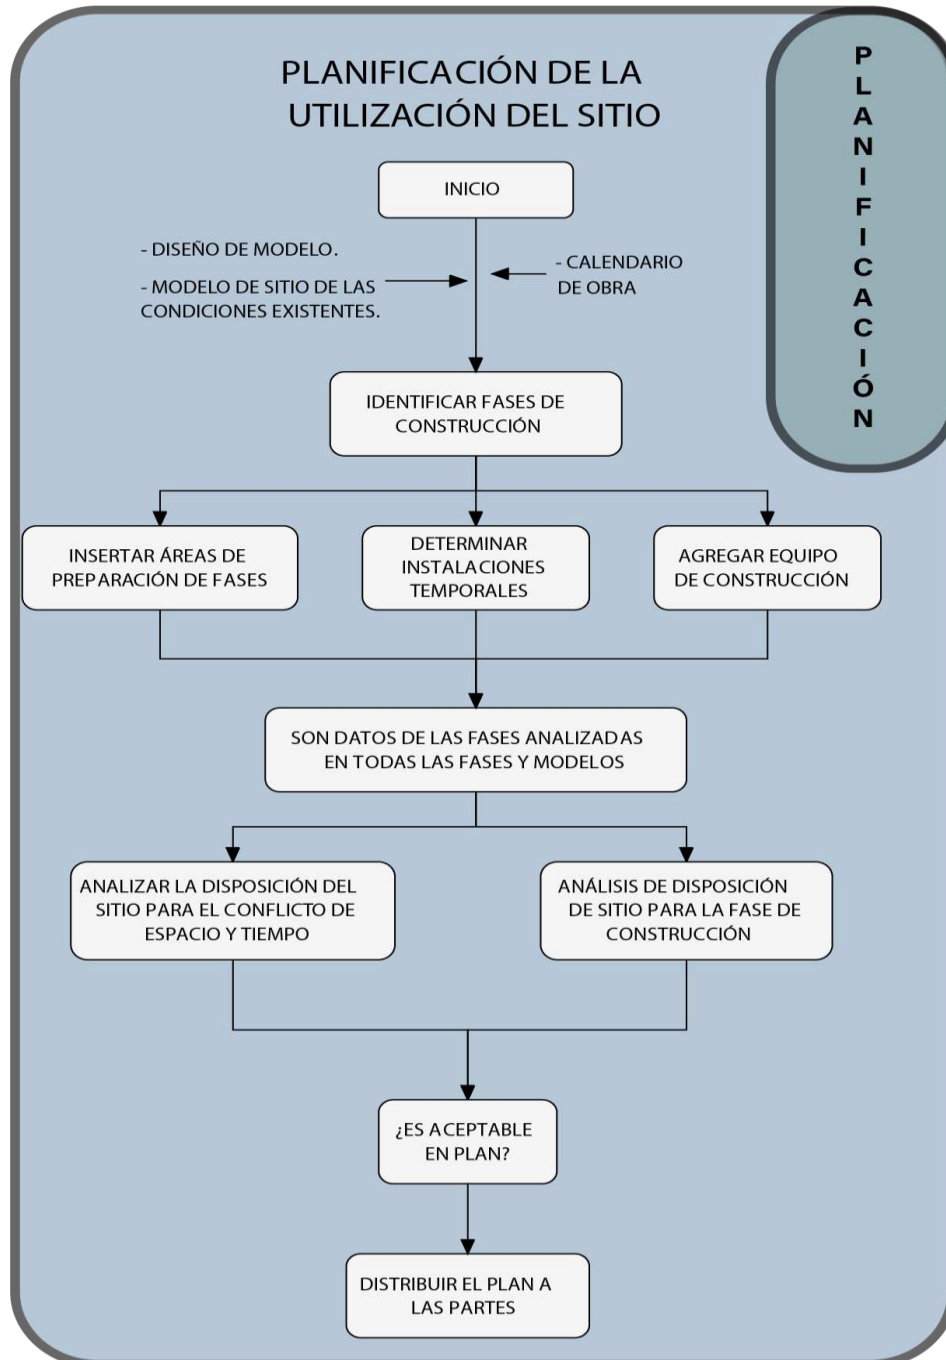 PLANIFICACIÓN DE LA
UTILIZACIÓN DEL SITIO
PLANIFICACIÓN
INICIO
- DISEÑO DE MODELO.
- MODELO DE SITIO DE LAS
CONDICIONES EXISTENTES.
- CALENDARIO
DE OBRA
IDENTIFICAR FASES DE
CONSTRUCCIÓN
INSERTAR ÁREAS DE
PREPARACIÓN DE FASES
DETERMINAR
INSTALACIONES
TEMPORALES
AGREGAR EQUIPO
DE CONSTRUCCIÓN
SON DATOS DE LAS FASES ANALIZADAS
EN TODAS LAS FASES Y MODELOS
ANALIZAR LA DISPOSICIÓN DEL
SITIO PARA EL CONFLICTO DE
ESPACIO Y TIEMPO
ANÁLISIS DE DISPOSICIÓN
DE SITIO PARA LA FASE DE
CONSTRUCCIÓN
¿ES ACEPTABLE
EN PLAN?
DISTRIBUIR EL PLAN A
LAS PARTES